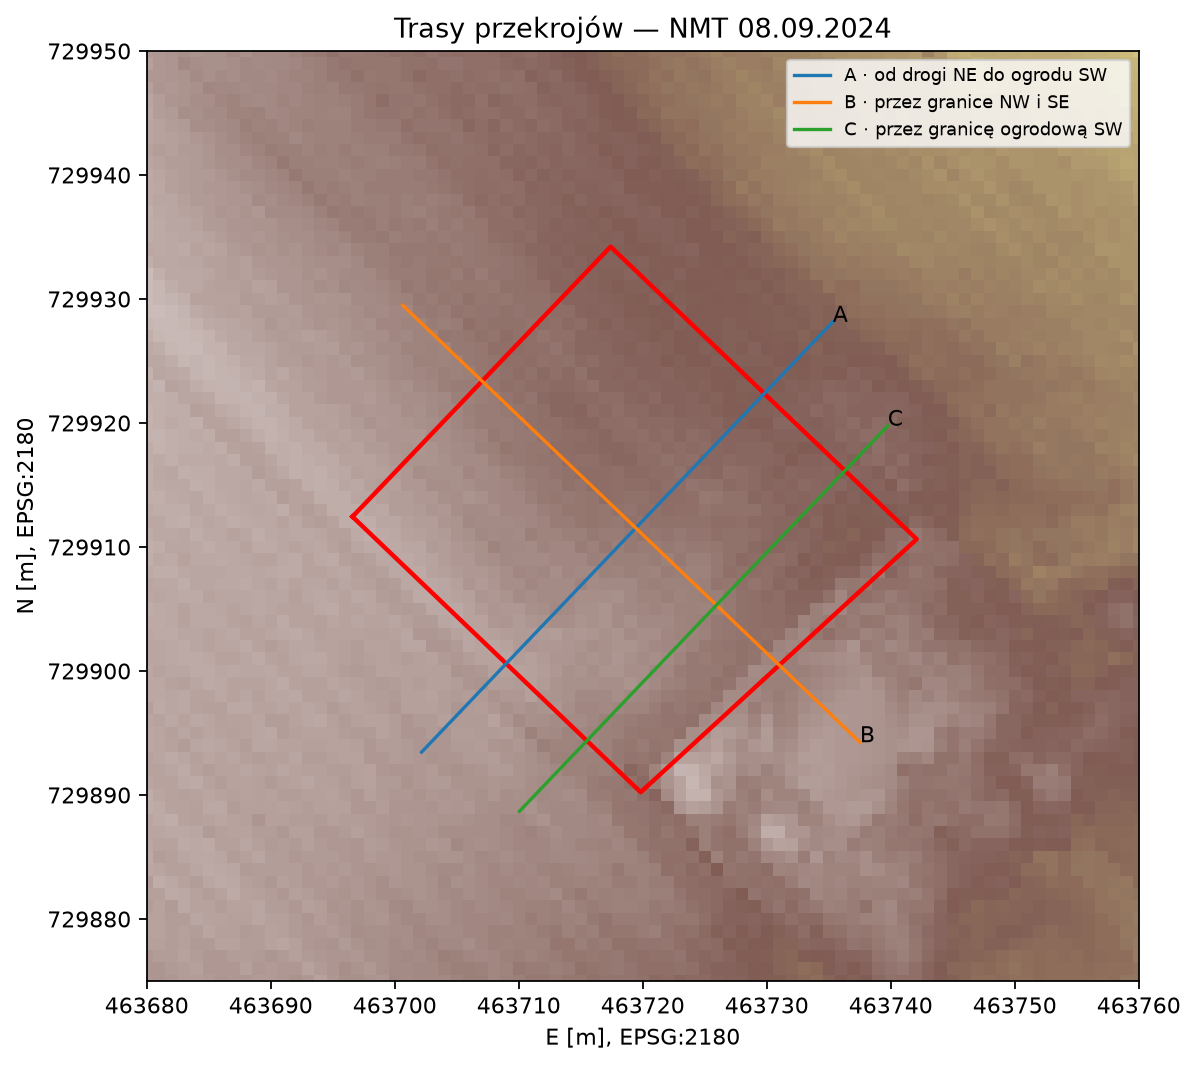 Trasy przekrojów — NMT 08.09.2024
A · od drogi NE do ogrodu SW
B · przez granice NW i SE
C · przez granicę ogrodową SW
729950
729940
729930
729920
729910
729900
729890
729880
N [m], EPSG:2180
A
C
B
463680 463690 463700 463710 463720 463730 463740 463750 463760
E [m], EPSG:2180